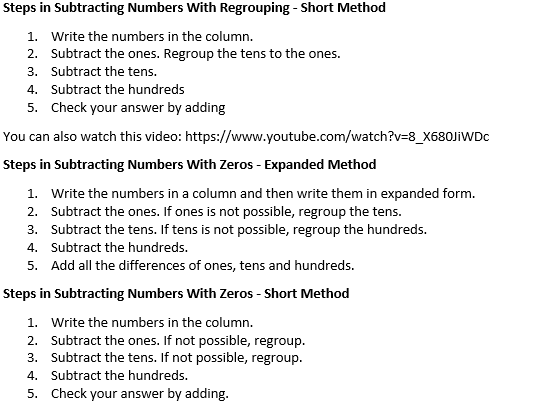 Steps in Subtracting Numbers With Regrouping - Short Method
1. Write the numbers in the column.
2. Subtract the ones. Regroup the tens to the ones.
3. Subtract the tens.
4. Subtract the hundreds
5. Check your answer by adding
You can also watch this video: https://www.youtube.com/watch?v=8_X680JiWDc
Steps in Subtracting Numbers With Zeros - Expanded Method
1. Write the numbers in a column and then write them in expanded form.
2. Subtract the ones. If ones is not possible, regroup the tens.
3. Subtract the tens. If tens is not possible, regroup the hundreds.
4. Subtract the hundreds.
5. Add all the differences of ones, tens and hundreds.
Steps in Subtracting Numbers With Zeros - Short Method
1. Write the numbers in the column.
2. Subtract the ones. If not possible, regroup.
3. Subtract the tens. If not possible, regroup.
4. Subtract the hundreds.
5. Check your answer by adding.